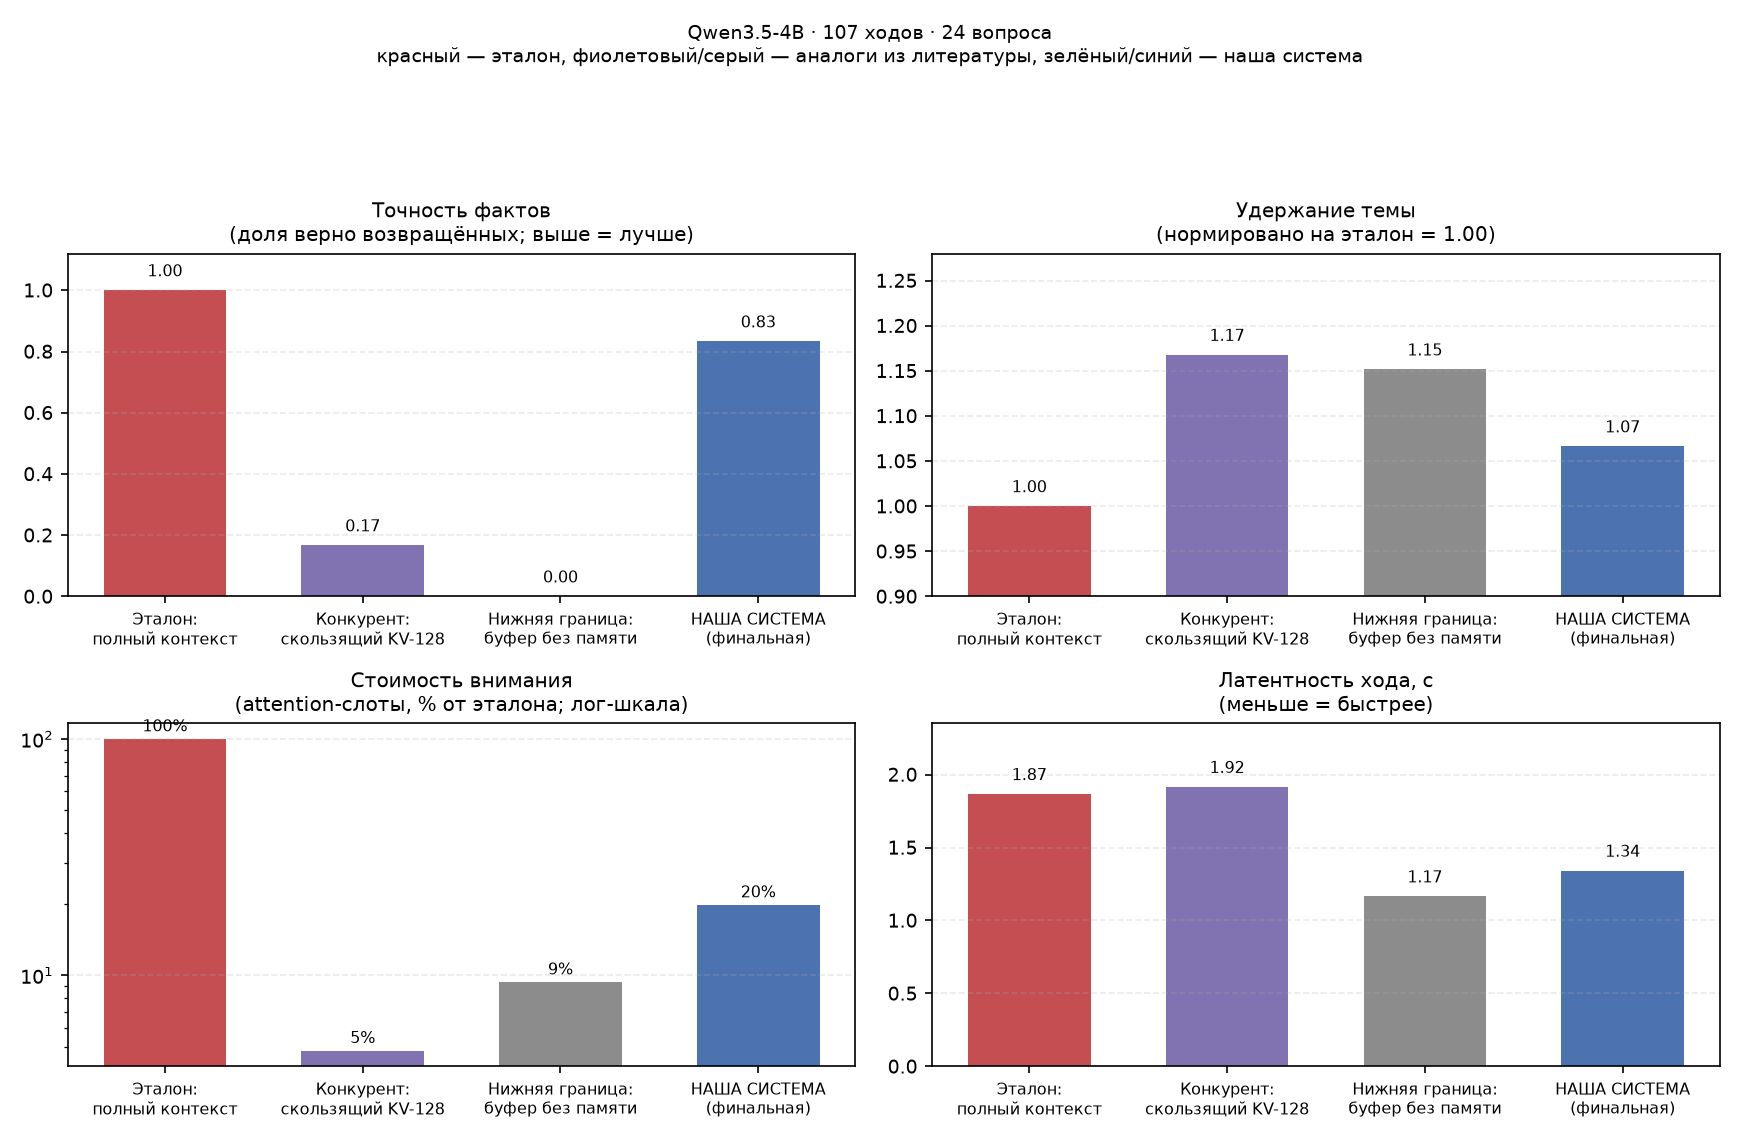 Qwen3.5-4B · 107 ходов · 24 вопроса
красный — эталон, фиолетовый/серый — аналоги из литературы, зелёный/синий — наша система
Точность фактов
(доля верно возвращённых; выше = лучше)
1.0
0.8
0.6
0.4
0.2
0.0
1.00
0.17
0.00
0.83
Эталон:
полный контекст
Конкурент:
скользящий KV-128
Нижняя граница:
буфер без памяти
НАША СИСТЕМА
(финальная)
Удержание темы
(нормировано на эталон = 1.00)
1.25
1.20
1.15
1.10
1.05
1.00
0.95
0.90
1.00
1.17
1.15
1.07
Эталон:
полный контекст
Конкурент:
скользящий KV-128
Нижняя граница:
буфер без памяти
НАША СИСТЕМА
(финальная)
Стоимость внимания
(attention-слоты, % от эталона; лог-шкала)
10²
10¹
100%
5%
9%
20%
Эталон:
полный контекст
Конкурент:
скользящий KV-128
Нижняя граница:
буфер без памяти
НАША СИСТЕМА
(финальная)
Латентность хода, с
(меньше = быстрее)
2.0
1.5
1.0
0.5
0.0
1.87
1.92
1.17
1.34
Эталон:
полный контекст
Конкурент:
скользящий KV-128
Нижняя граница:
буфер без памяти
НАША СИСТЕМА
(финальная)